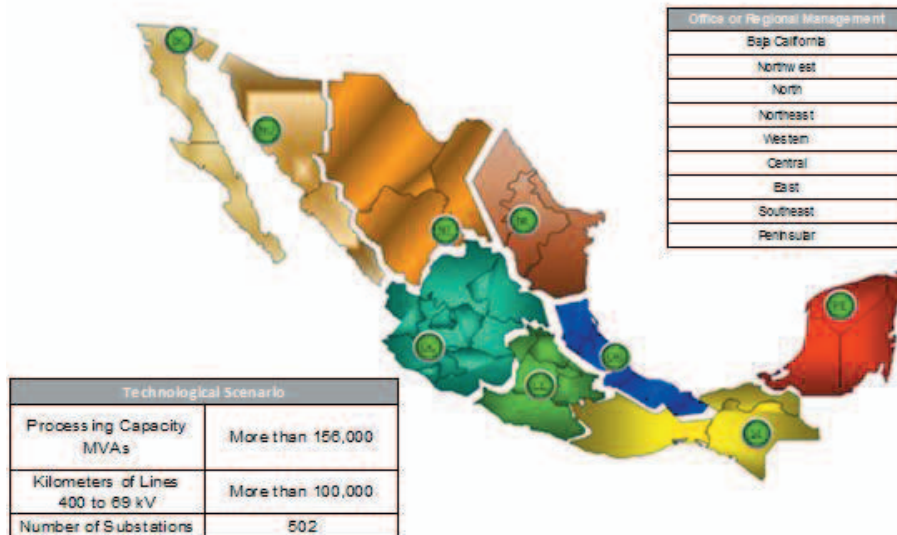 Office or Regional Management
Baja California
Northwest
North
Northeast
Western
Central
East
Southeast
Peninsular
Technological Scenario
Processing Capacity
MVAs
More than 156,000
Kilometers of Lines
400 to 69 kV
More than 100,000
Number of Substations
502